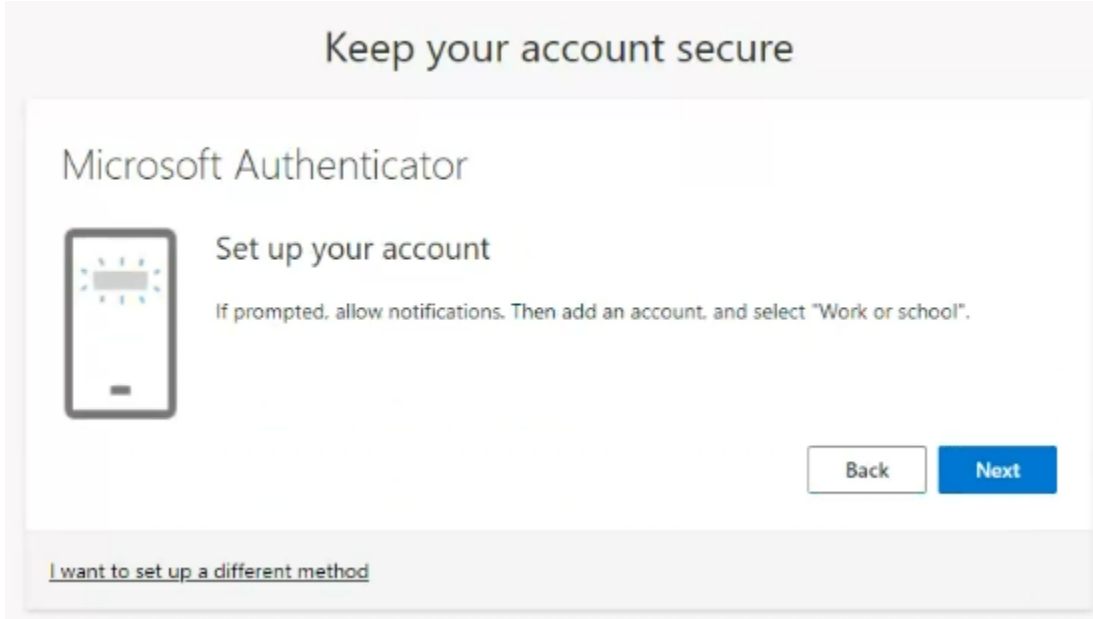 Keep your account secure
Microsoft Authenticator
Set up your account
If prompted, allow notifications. Then add an account, and select "Work or school".
Back
Next
I want to set up a different method